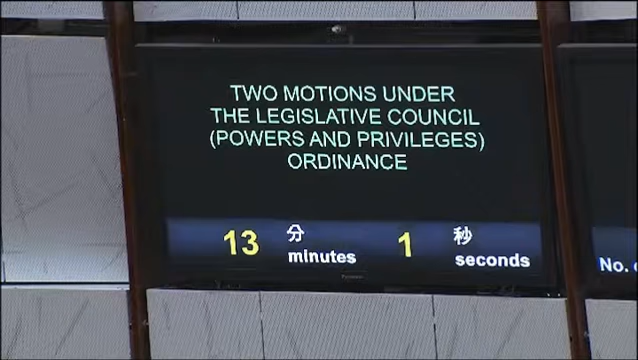 TWO MOTIONS UNDER
THE LEGISLATIVE COUNCIL
(POWERS AND PRIVILEGES)
ORDINANCE
13 分 minutes 1 秒 seconds
No.